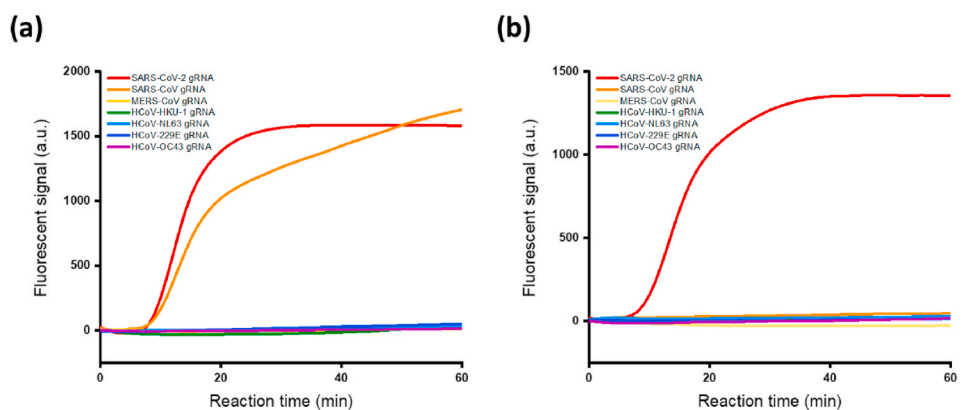 (a)
2000
1500
1000
500
0
Fluorescent signal (a.u.)
SARS-CoV-2 gRNA
SARS-CoV gRNA
MERS-CoV gRNA
HCoV-HKU-1 gRNA
HCoV-NL63 gRNA
HCoV-229E gRNA
HCoV-OC43 gRNA
0 20 40 60
Reaction time (min)
(b)
1500
1000
500
0
Fluorescent signal (a.u.)
SARS-CoV-2 gRNA
SARS-CoV gRNA
MERS-CoV gRNA
HCoV-HKU-1 gRNA
HCoV-NL63 gRNA
HCoV-229E gRNA
HCoV-OC43 gRNA
0 20 40 60
Reaction time (min)